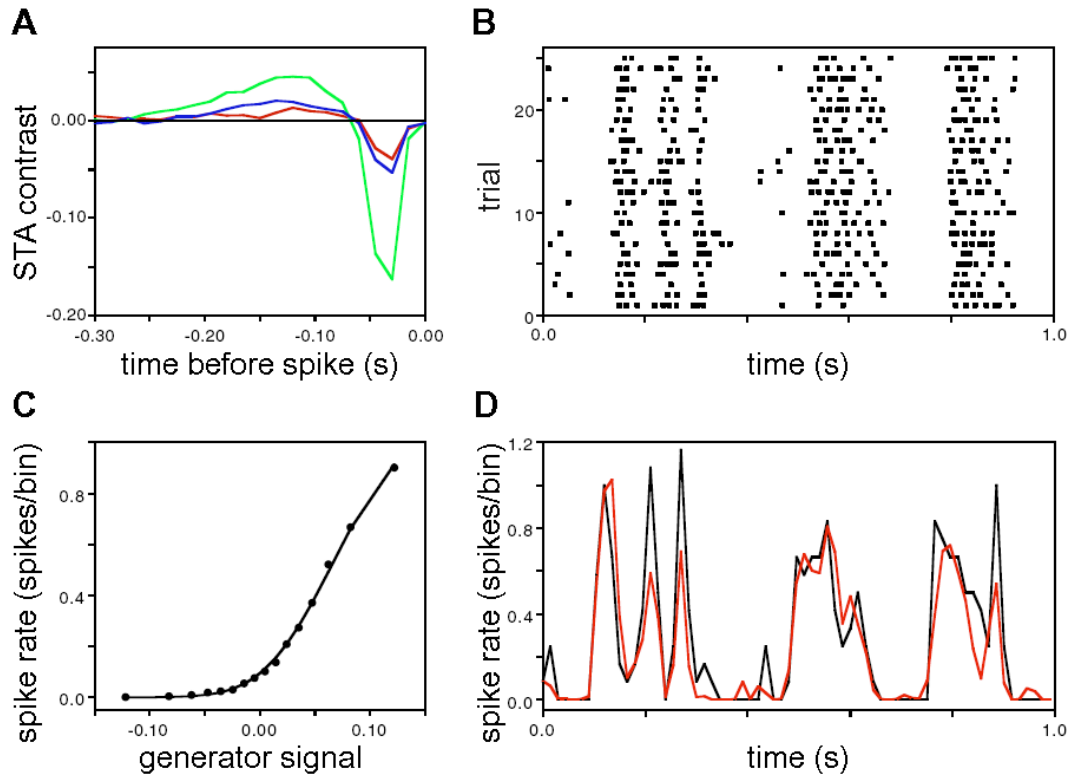 A
STA contrast
0.00
-0.10
-0.20
-0.30
-0.20
-0.10
0.00
time before spike (s)
B
trial
20
10
0
0.0
1.0
time (s)
C
spike rate (spikes/bin)
0.8
0.4
0.0
-0.10
0.00
0.10
generator signal
D
spike rate (spikes/bin)
1.2
0.8
0.4
0.0
0.0
1.0
time (s)